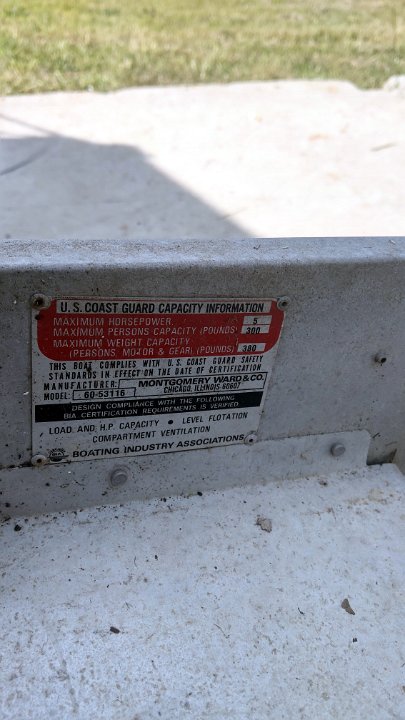 U.S. COAST GUARD CAPACITY INFORMATION
MAXIMUM HORSEPOWER 5
MAXIMUM PERSONS CAPACITY (POUNDS) 300
MAXIMUM WEIGHT CAPACITY
(PERSONS, MOTOR & GEAR) (POUNDS) 380
THIS BOAT COMPLIES WITH U.S. COAST GUARD SAFETY
STANDARDS IN EFFECT ON THE DATE OF CERTIFICATION
MANUFACTURER: MONTGOMERY WARD & CO.
CHICAGO, ILLINOIS 60607
MODEL: 60-53116
DESIGN COMPLIANCE WITH THE FOLLOWING
BIA CERTIFICATION REQUIREMENTS IS VERIFIED
LOAD AND H.P. CAPACITY • LEVEL FLOTATION
COMPARTMENT VENTILATION
BOATING INDUSTRY ASSOCIATIONS